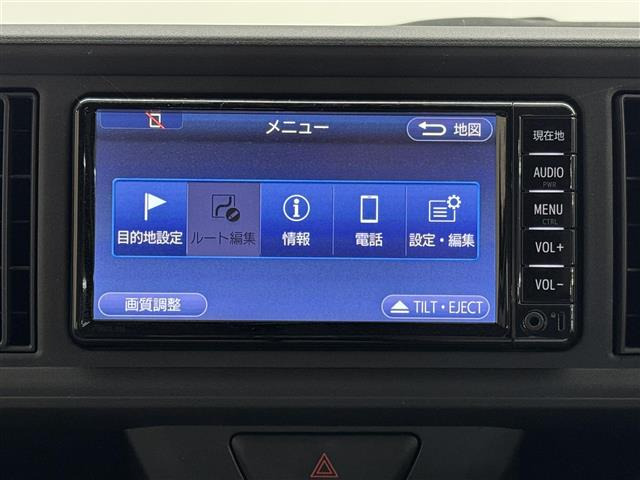 メニュー
地図
目的地設定
ルート編集
情報
電話
設定・編集
画質調整
TILT・EJECT
現在地
AUDIO
PWR
MENU
CTRL
VOL+
VOL-